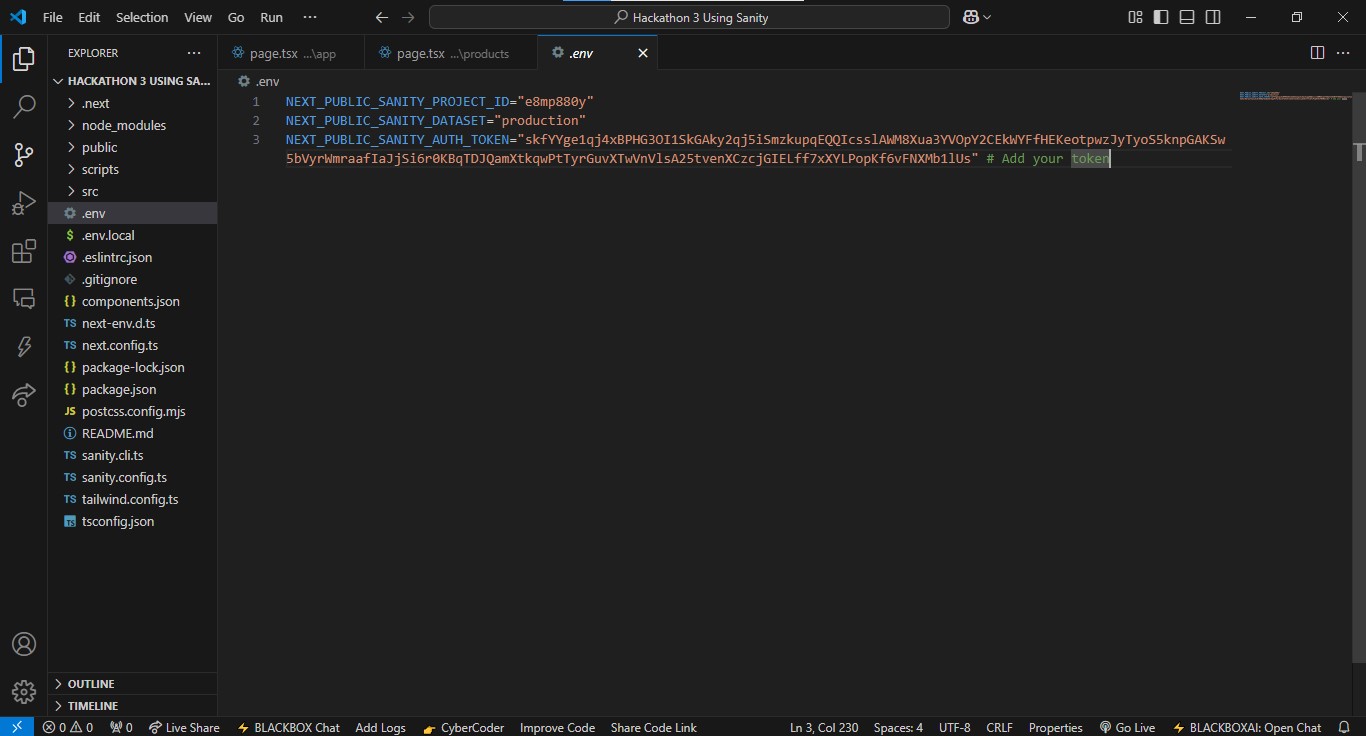 File Edit Selection View Go Run ··· Hackathon 3 Using Sanity
EXPLORER ···
page.tsx ...\app page.tsx ...\products .env
HACKATHON 3 USING SA...
.env
.next
node_modules
public
scripts
src
.env
.env.local
.eslintrc.json
.gitignore
components.json
next-env.d.ts
next.config.ts
package-lock.json
package.json
postcss.config.mjs
README.md
sanity.cli.ts
sanity.config.ts
tailwind.config.ts
tsconfig.json
OUTLINE
TIMELINE
1 NEXT_PUBLIC_SANITY_PROJECT_ID="e8mp880y"
2 NEXT_PUBLIC_SANITY_DATASET="production"
3 NEXT_PUBLIC_SANITY_AUTH_TOKEN="skfYYge1qj4xBPHG3OI1SkGAky2qj5iSmzkupqEQQIcsslAWM8Xua3YVOpY2CEkWYFfHEKeotpwzJyTyoS5knpGAKSw
5bVyrWmraafIaJjSi6r0KBqTDJQamXtkqwPtTyrGuvXTwVnVlsA25tvenXCzcjGIELff7xXYLPopKf6vFNXMb1lUs" # Add your token
0 0 0 Live Share BLACKBOX Chat Add Logs CyberCoder Improve Code Share Code Link Ln 3, Col 230 Spaces: 4 UTF-8 CRLF Properties Go Live BLACKBOXAI: Open Chat